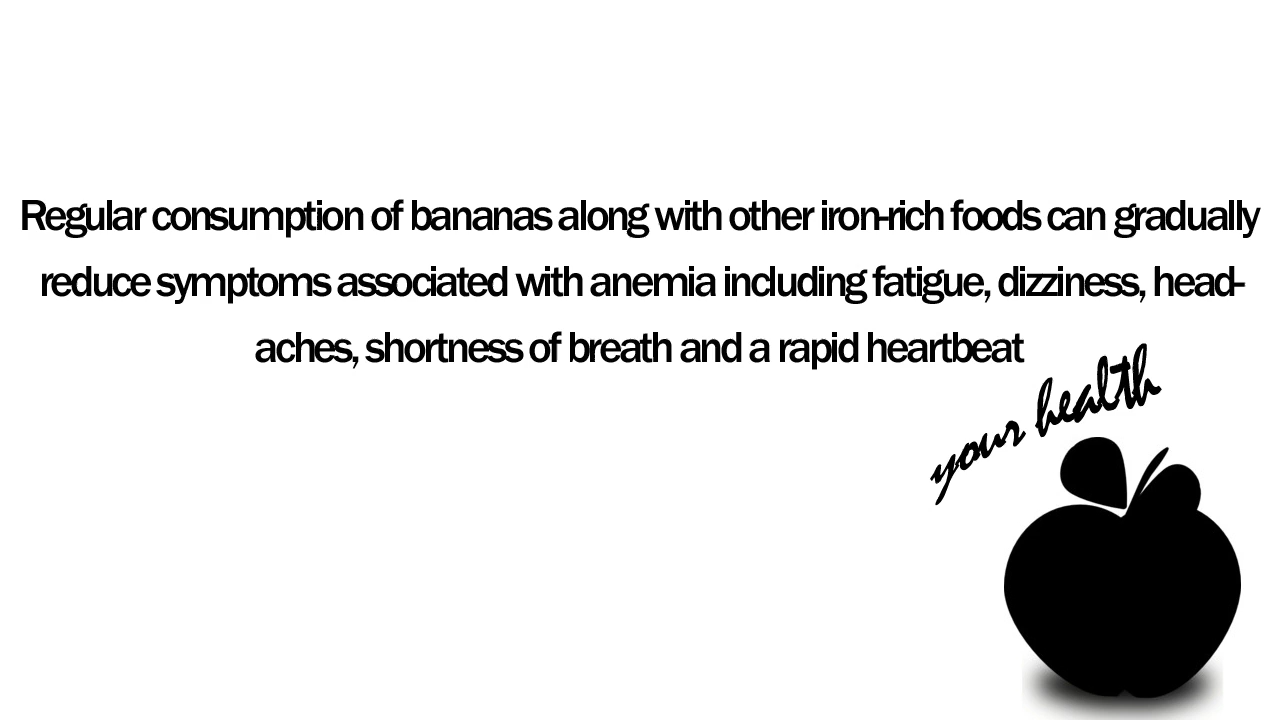 Regular consumption of bananas along with other iron-rich foods can gradually
reduce symptoms associated with anemia including fatigue, dizziness, head-
aches, shortness of breath and a rapid heartbeat
your health